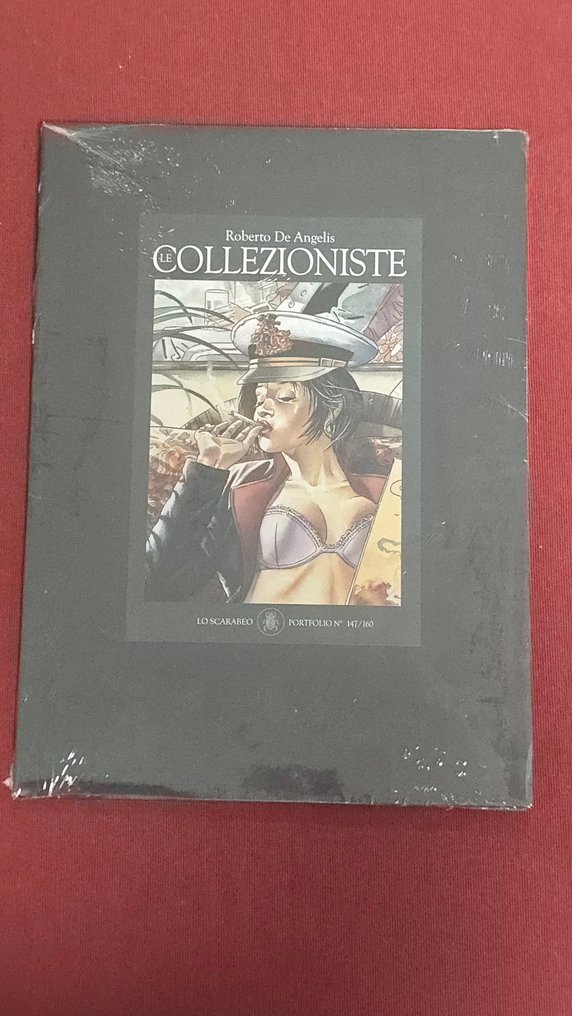 Roberto De Angelis
LE COLLEZIONISTE
LO SCARABEO PORTFOLIO N° 147/160